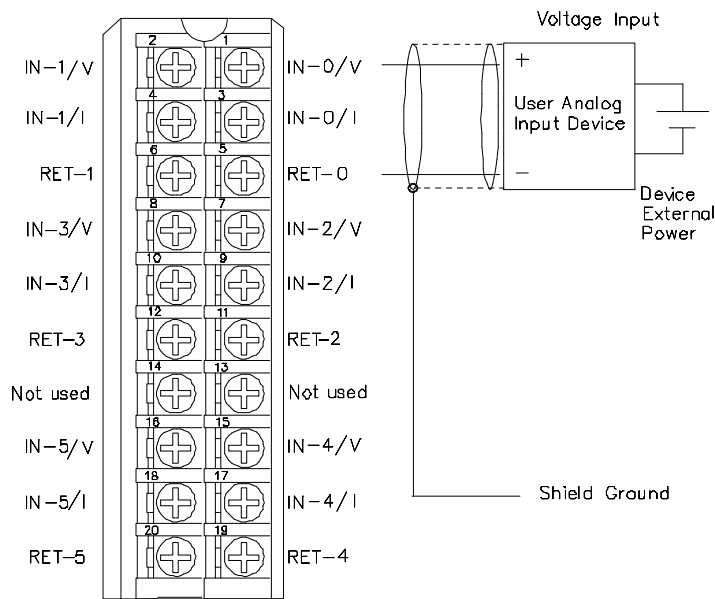 Voltage Input
2 1
IN-1/V IN-0/V
+
4 3
IN-1/I IN-0/I
User Analog
Input Device
6 5
RET-1 RET-0
-
Device
External
Power
8 7
IN-3/V IN-2/V
10 9
IN-3/I IN-2/I
12 11
RET-3 RET-2
14 13
Not used Not used
16 15
IN-5/V IN-4/V
18 17
IN-5/I IN-4/I
Shield Ground
20 19
RET-5 RET-4